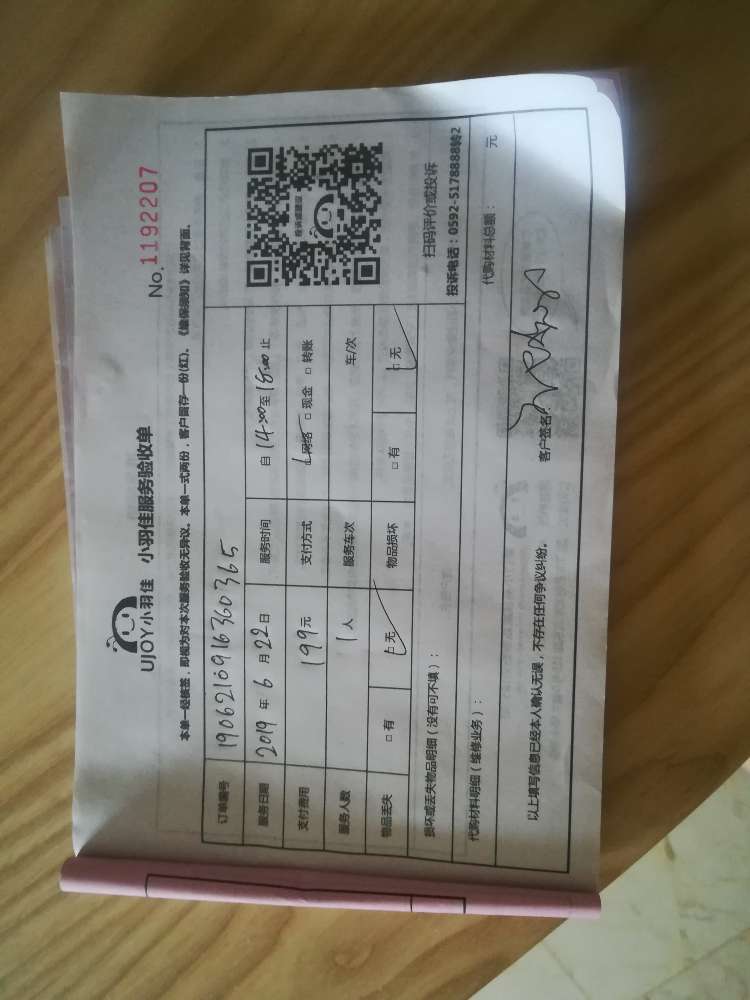 No. 1192207
UJOY小羽佳 小羽佳服务验收单
本单一经核签，即视为对本次服务验收无异议。本单一式两份，客户留存一份(红)。《维保须知》详见背面。
订单编号 1906210916360365
服务日期 2019 年 6 月 22 日 服务时间 自 14:00 至 18:00 止
支付费用 199 元 支付方式 网络 □ 现金 □ 转账
服务人数 1 人 服务车次 车/次
物品丢失 □ 有 □ 无 物品损坏 □ 有 □ 无
扫码评价或投诉
投诉电话：0592-5178888转2
损坏或丢失物品明细（没有可不填）：
代购材料明细（维修业务）： 代购材料总额： 元
以上填写信息已经本人确认无误，不存在任何争议纠纷。 客户签名：